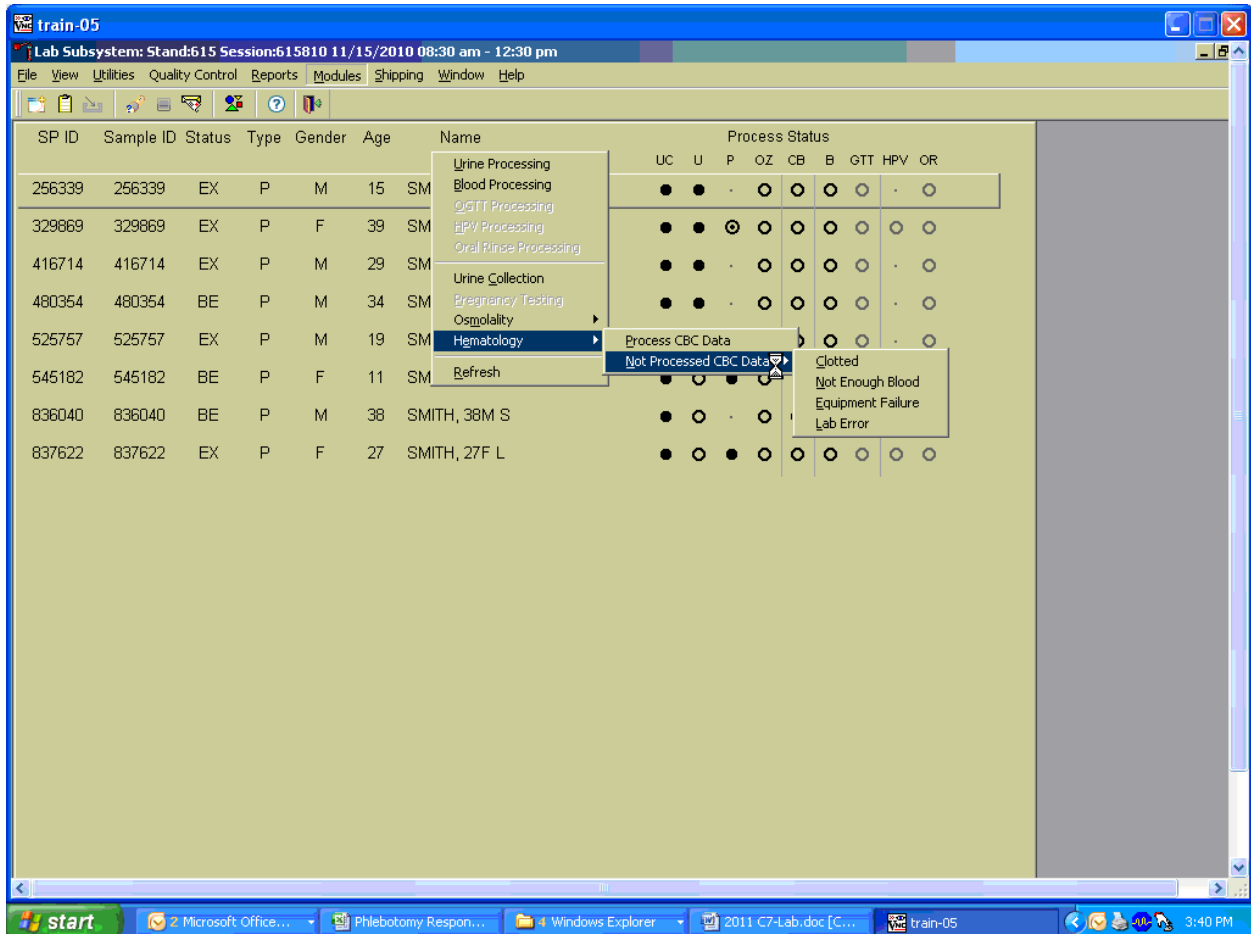 train-05
Lab Subsystem: Stand:615 Session:615810 11/15/2010 08:30 am - 12:30 pm
File View Utilities Quality Control Reports Modules Shipping Window Help
SP ID Sample ID Status Type Gender Age Name Process Status
UC U P OZ CB B GTT HPV OR
256339 256339 EX P M 15 SM
329869 329869 EX P F 39 SM
416714 416714 EX P M 29 SM
480354 480354 BE P M 34 SM
525757 525757 EX P M 19 SM
545182 545182 BE P F 11 SM
836040 836040 BE P M 38 SMITH, 38M S
837622 837622 EX P F 27 SMITH, 27F L
Urine Processing
Blood Processing
OGTT Processing
HPV Processing
Oral Rinse Processing
Urine Collection
Pregnancy Testing
Osmolality
Hematology
Refresh
Process CBC Data
Not Processed CBC Data
Clotted
Not Enough Blood
Equipment Failure
Lab Error
start 2 Microsoft Office... Phlebotomy Respon... 4 Windows Explorer 2011 C7-Lab.doc [C... train-05 3:40 PM